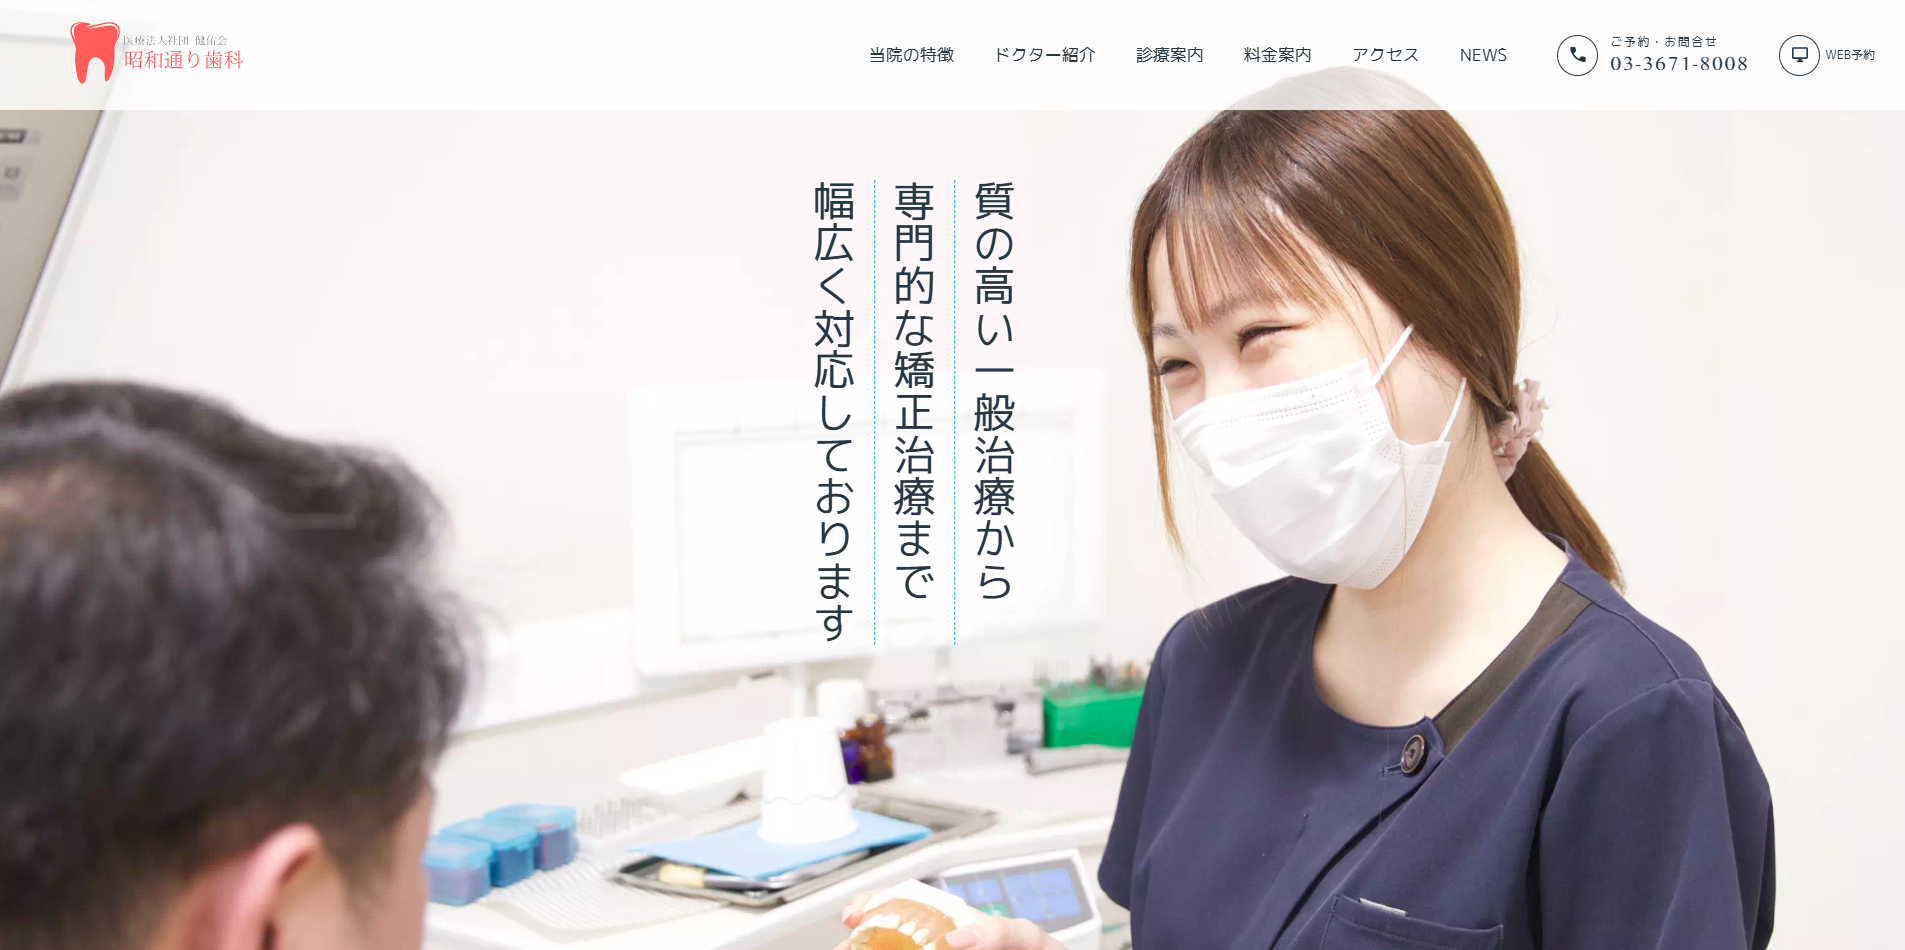 医療法人社団 健佑会
昭和通り歯科
当院の特徴
ドクター紹介
診療案内
料金案内
アクセス
NEWS
ご予約・お問合せ
03-3671-8008
WEB予約
質の高い一般治療から
専門的な矯正治療まで
幅広く対応しております